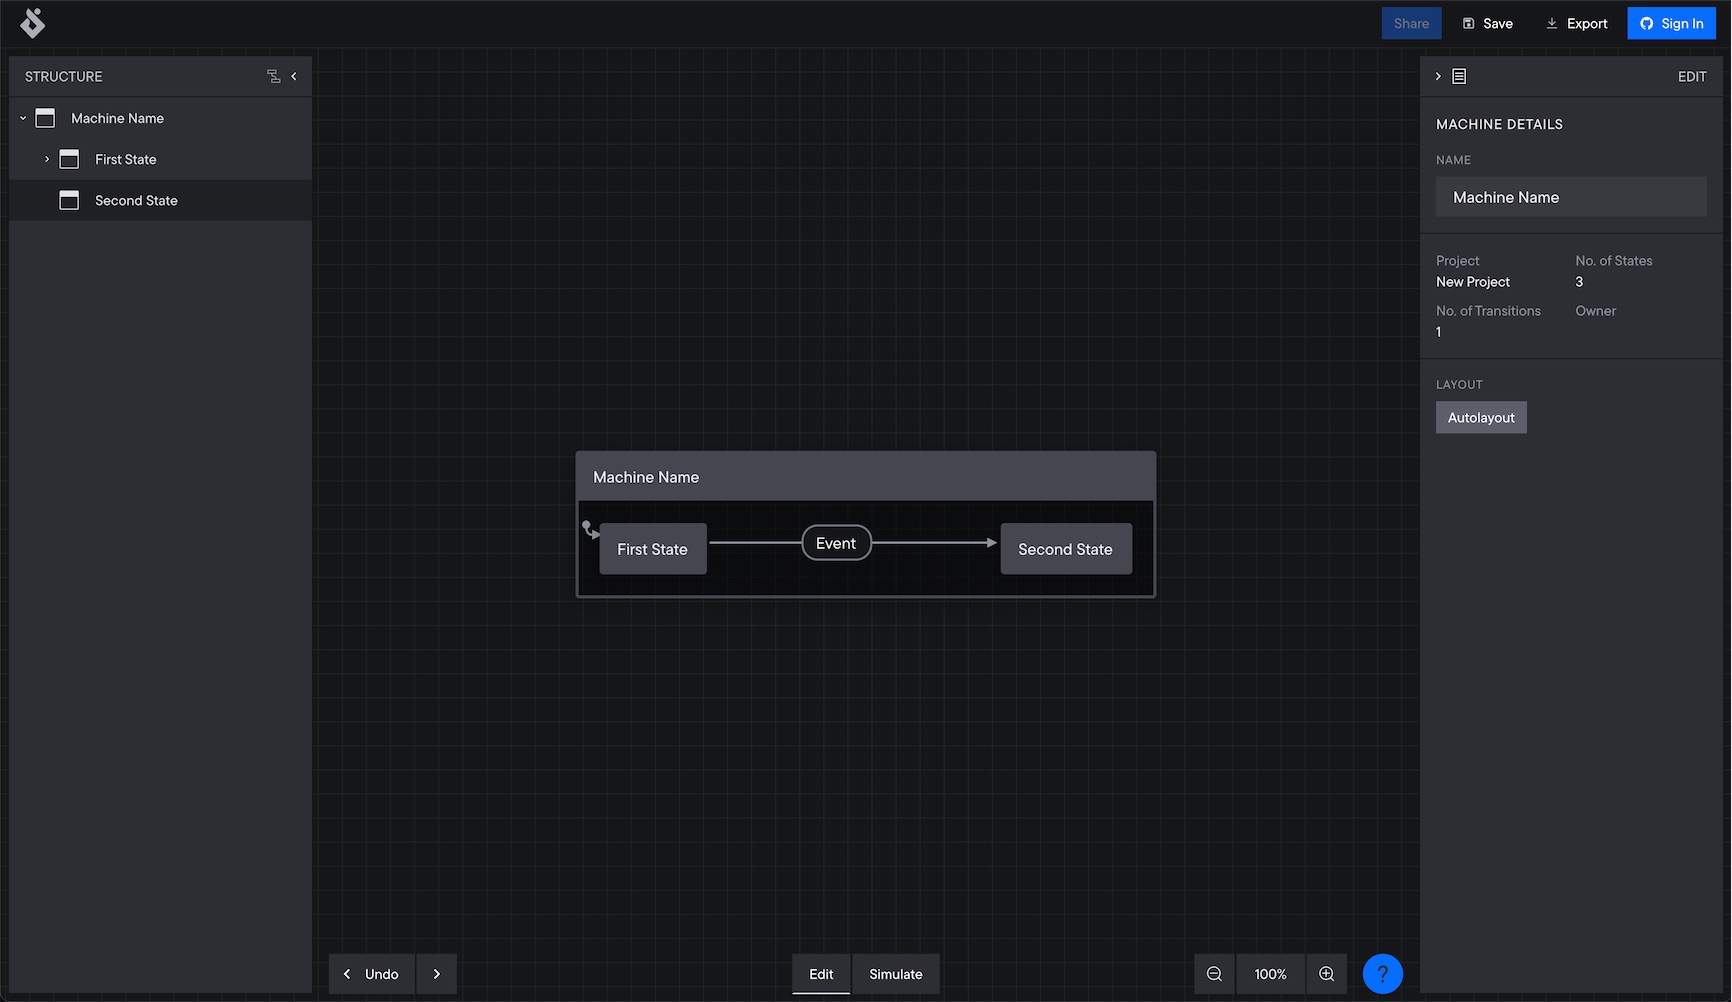 Share
Save
Export
Sign In
STRUCTURE
Machine Name
First State
Second State
EDIT
MACHINE DETAILS
NAME
Machine Name
Project
No. of States
New Project
3
No. of Transitions
Owner
1
LAYOUT
Autolayout
Machine Name
First State
Event
Second State
Undo
Edit
Simulate
100%
?